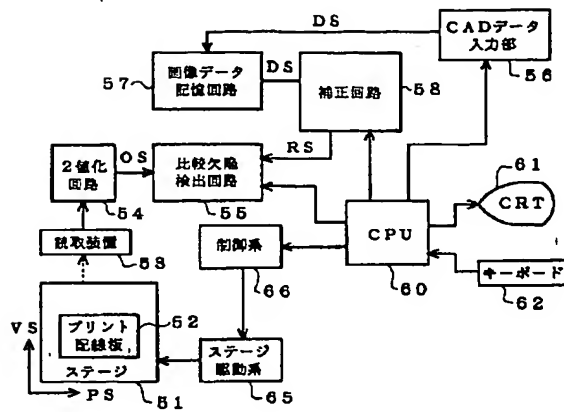 DS
CADデータ
入力部
56
57
画像データ
記憶回路
DS
補正回路
58
RS
2値化
回路
54
OS
比較欠陥
検出回路
55
61
CRT
CPU
60
読取装置
53
制御系
66
キーボード
62
VS
プリント
配線板
52
ステージ
51
PS
ステージ
駆動系
65